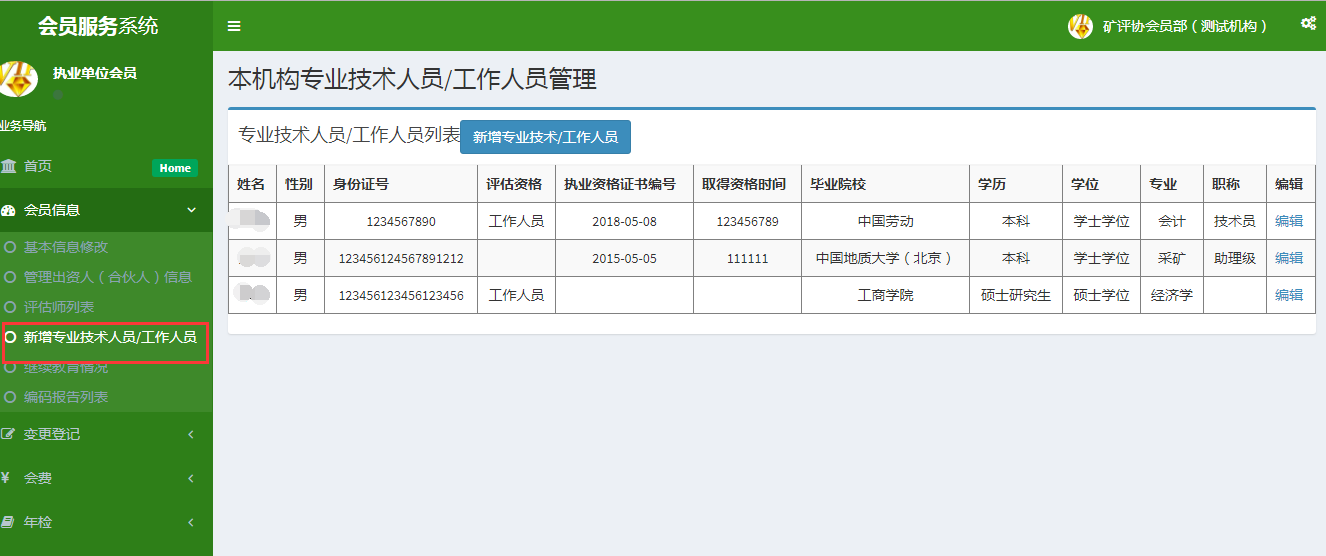 会员服务系统
矿评协会员部（测试机构）
执业单位会员
业务导航
首页 Home
会员信息
基本信息修改
管理出资人（合伙人）信息
评估师列表
新增专业技术人员/工作人员
继续教育情况
编码报告列表
变更登记
¥ 会费
年检
本机构专业技术人员/工作人员管理
专业技术人员/工作人员列表 新增专业技术/工作人员
姓名 性别 身份证号 评估资格 执业资格证书编号 取得资格时间 毕业院校 学历 学位 专业 职称 编辑
男 1234567890 工作人员 2018-05-08 123456789 中国劳动 本科 学士学位 会计 技术员 编辑
男 123456124567891212 2015-05-05 111111 中国地质大学（北京） 本科 学士学位 采矿 助理级 编辑
男 123456123456123456 工作人员 工商学院 硕士研究生 硕士学位 经济学 编辑